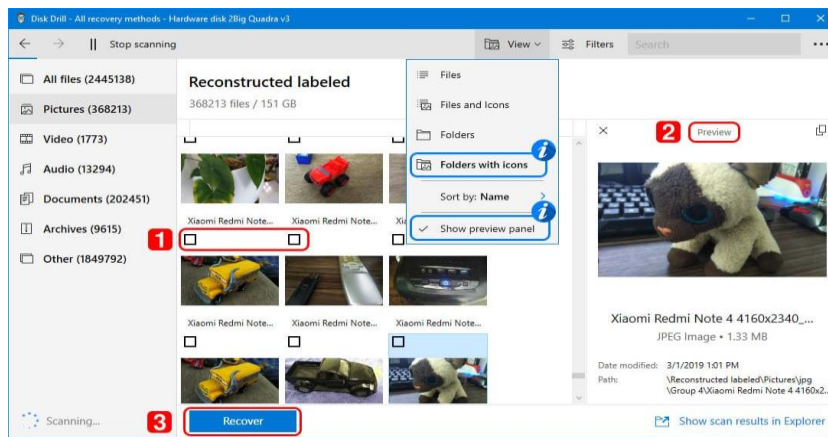 Disk Drill - All recovery methods - Hardware disk 2Big Quadra v3
Stop scanning
View
Filters
Search
All files (2445138)
Pictures (368213)
Video (1773)
Audio (13294)
Documents (202451)
Archives (9615)
Other (1849792)
Scanning...
Reconstructed labeled
368213 files / 151 GB
Files
Files and Icons
Folders
Folders with icons
Sort by: Name
Show preview panel
Xiaomi Redmi Note... Xiaomi Redmi Note...
1
Xiaomi Redmi Note... Xiaomi Redmi Note... Xiaomi Redmi Note...
3
Recover
2
Preview
Xiaomi Redmi Note 4 4160x2340_...
JPEG Image • 1.33 MB
Date modified: 3/1/2019 1:01 PM
Path: \Reconstructed labeled\Pictures\jpg
\Group 4\Xiaomi Redmi Note 4 4160x2...
Show scan results in Explorer